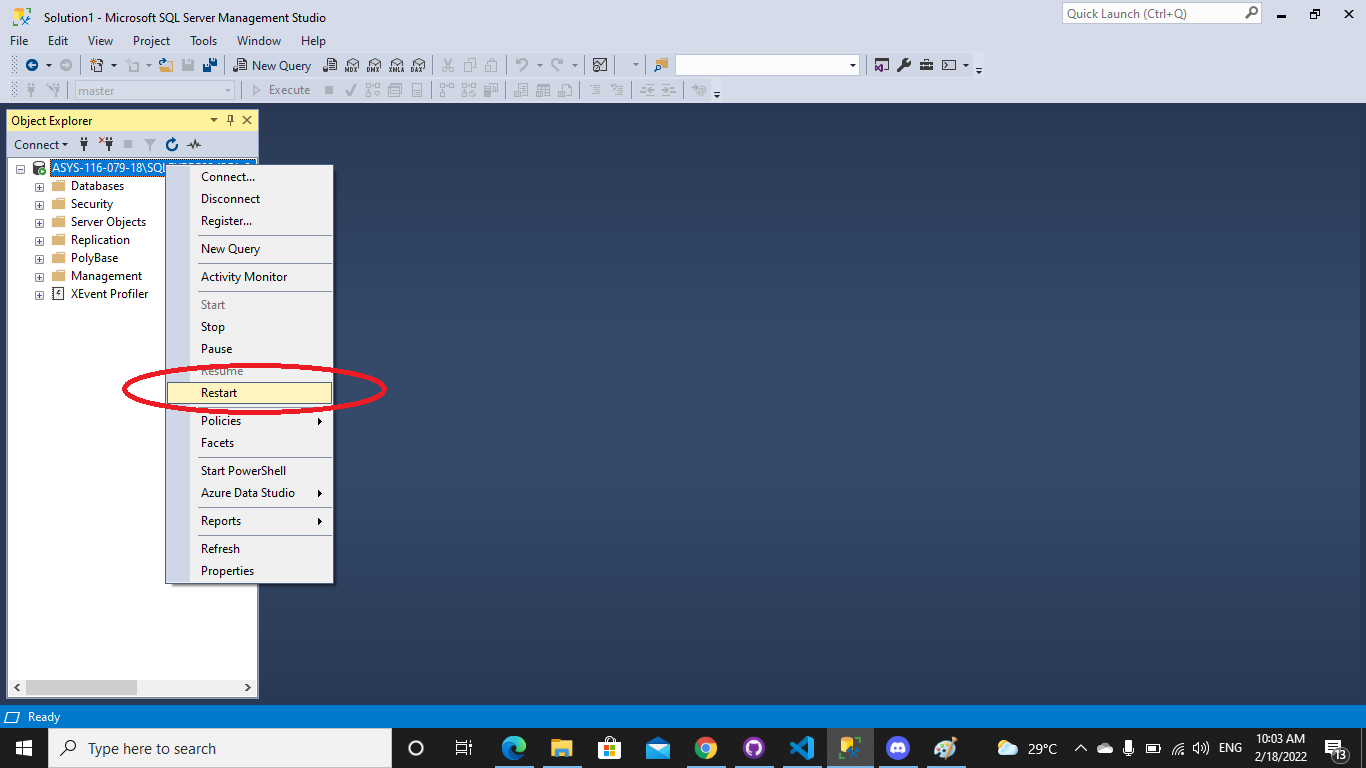 Solution1 - Microsoft SQL Server Management Studio
Quick Launch (Ctrl+Q)
File Edit View Project Tools Window Help
New Query MDX DMX XMLA DAX
master Execute
Object Explorer
Connect
ASYS-116-079-18\SQL
Databases
Security
Server Objects
Replication
PolyBase
Management
XEvent Profiler
Connect...
Disconnect
Register...
New Query
Activity Monitor
Start
Stop
Pause
Resume
Restart
Policies
Facets
Start PowerShell
Azure Data Studio
Reports
Refresh
Properties
Ready
Type here to search
29°C
ENG
10:03 AM
2/18/2022
13